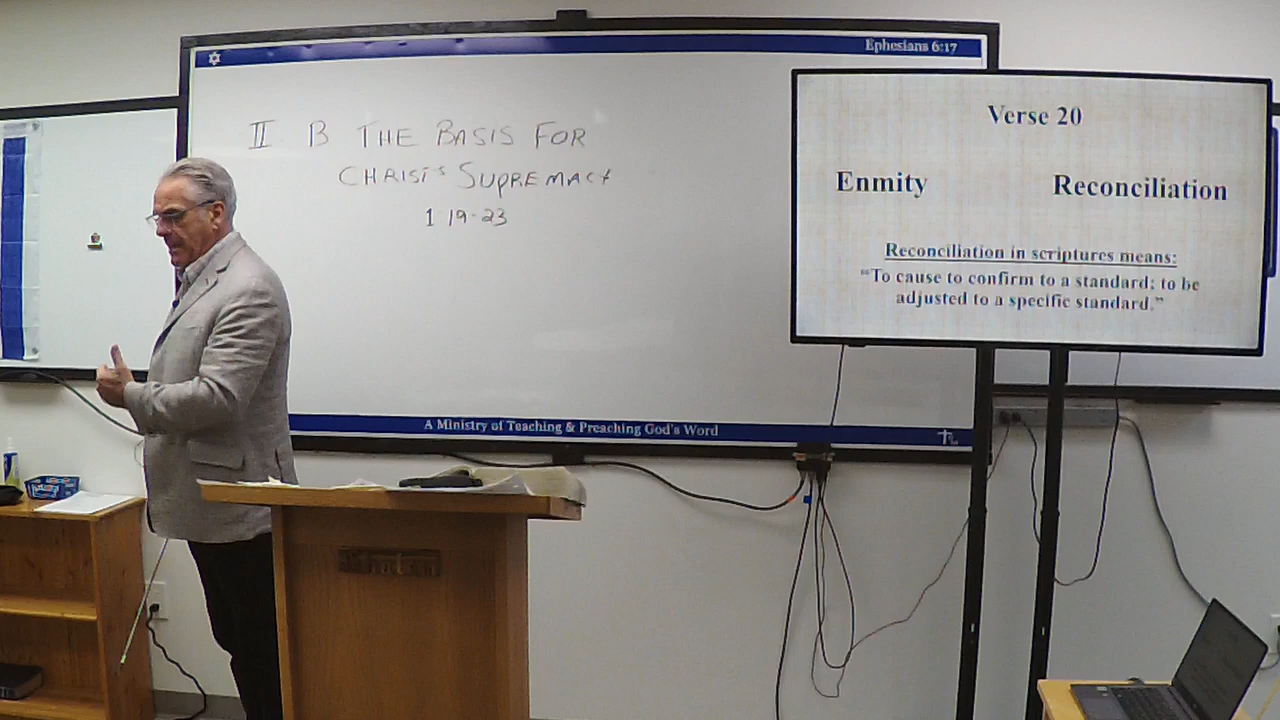 Ephesians 6:17
II B THE BASIS FOR
CHRIST'S SUPREMACY
1 19-23
A Ministry of Teaching & Preaching God's Word
Verse 20
Enmity Reconciliation
Reconciliation in scriptures means:
"To cause to confirm to a standard; to be
adjusted to a specific standard."